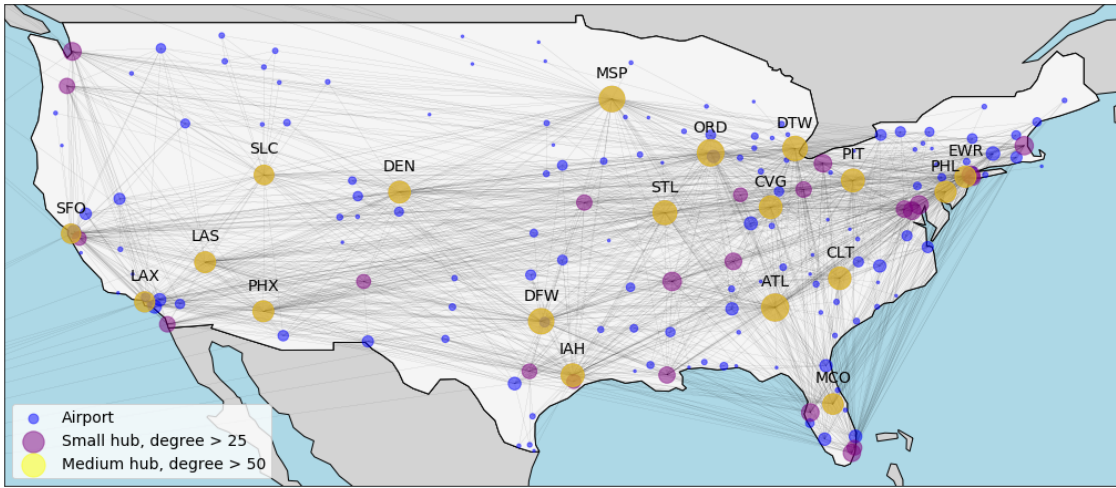 MSP
ORD
DTW
SLC
PIT
EWR
DEN
PHL
STL
CVG
SFO
LAS
CLT
LAX
PHX
DFW
ATL
IAH
MCO
Airport
Small hub, degree > 25
Medium hub, degree > 50